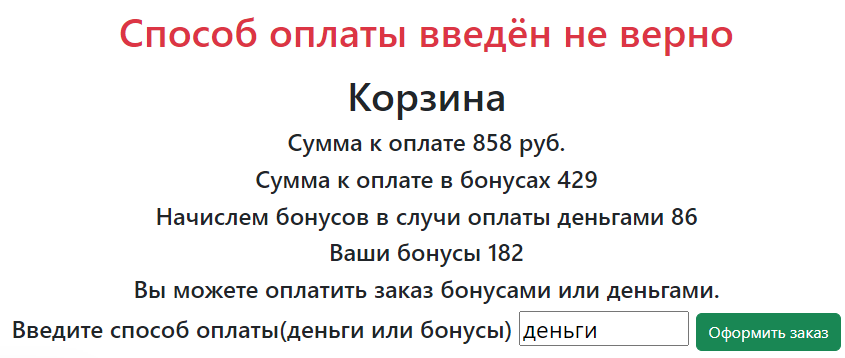 Способ оплаты введён не верно
Корзина
Сумма к оплате 858 руб.
Сумма к оплате в бонусах 429
Начислем бонусов в случи оплаты деньгами 86
Ваши бонусы 182
Вы можете оплатить заказ бонусами или деньгами.
Введите способ оплаты(деньги или бонусы) деньги Оформить заказ